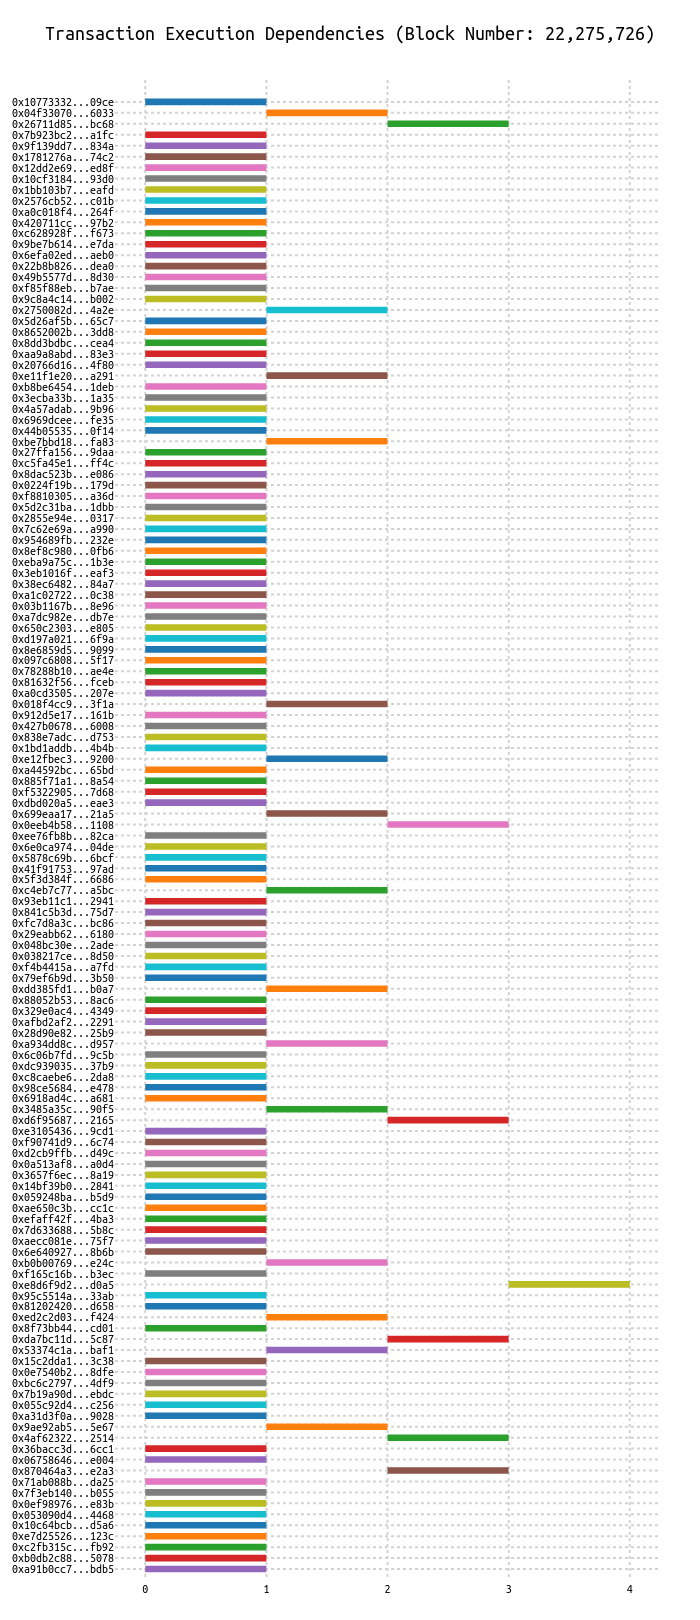 Transaction Execution Dependencies (Block Number: 22,275,726)
0x10773332...09ce
0x04f33070...6033
0x26711d85...bc68
0x7b923bc2...a1fc
0x9f139dd7...834a
0x1781276a...74c2
0x12dd2e69...ed8f
0x10cf3184...93d0
0x1bb103b7...eafd
0x2576cb52...c01b
0xa0c018f4...264f
0x420711cc...97b2
0xc628928f...f673
0x9be7b614...e7da
0x6efa02ed...aeb0
0x22b8b826...dea0
0x49b5577d...8d30
0xf85f88eb...b7ae
0x9c8a4c14...b002
0x2750082d...4a2e
0x5d26af5b...65c7
0x8652002b...3dd8
0x8dd3bdbc...cea4
0xaa9a8abd...83e3
0x20766d16...4f80
0xe11f1e20...a291
0xb8be6454...1deb
0x3ecba33b...1a35
0x4a57adab...9b96
0x6969dcee...fe35
0x44b05535...0f14
0xbe7bbd18...fa83
0x27ffa156...9daa
0xc5fa45e1...ff4c
0x8dac523b...e086
0x0224f19b...179d
0xf8810305...a36d
0x5d2c31ba...1dbb
0x2855e94e...0317
0x7c62e69a...a990
0x954689fb...232e
0x8ef8c980...0fb6
0xeba9a75c...1b3e
0x3eb1016f...eaf3
0x38ec6482...84a7
0xa1c02722...0c38
0x03b1167b...8e96
0xa7dc982e...db7e
0x650c2303...e805
0xd197a021...6f9a
0x8e6859d5...9099
0x097c6808...5f17
0x78288b10...ae4e
0x81632f56...fceb
0xa0cd3505...207e
0x018f4cc9...3f1a
0x912d5e17...161b
0x427b0678...6008
0x838e7adc...d753
0x1bd1addb...4b4b
0xe12fbec3...9200
0xa44592bc...65bd
0x885f71a1...8a54
0xf5322905...7d68
0xdbd020a5...eae3
0x699eaa17...21a5
0x0eeb4b58...1108
0xee76fb8b...82ca
0x6e0ca974...04de
0x5878c69b...6bcf
0x41f91753...97ad
0x5f3d384f...6686
0xc4eb7c77...a5bc
0x93eb11c1...2941
0x841c5b3d...75d7
0xfc7d8a3c...bc86
0x29eabb62...6180
0x048bc30e...2ade
0x038217ce...8d50
0xf4b4415a...a7fd
0x79ef6b9d...3b50
0xdd385fd1...b0a7
0x88052b53...8ac6
0x329e0ac4...4349
0xafbd2af2...2291
0x28d90e82...25b9
0xa934dd8c...d957
0x6c06b7fd...9c5b
0xdc939035...37b9
0xc8caebe6...2da8
0x98ce5684...e478
0x6918ad4c...a681
0x3485a35c...90f5
0xd6f95687...2165
0xe3105436...9cd1
0xf90741d9...6c74
0xd2cb9ffb...d49c
0x0a513af8...a0d4
0x3657f6ec...8a19
0x14bf39b0...2841
0x059248ba...b5d9
0xae650c3b...cc1c
0xefaff42f...4ba3
0x7d633688...5b8c
0xaecc081e...75f7
0x6e640927...8b6b
0xb0b00769...e24c
0xf165c16b...b3ec
0xe8d6f9d2...d0a5
0x95c5514a...33ab
0x81202420...d658
0xed2c2d03...f424
0x8f73bb44...cd01
0xda7bc11d...5c87
0x53374c1a...baf1
0x15c2dda1...3c38
0x0e7540b2...8dfe
0xbc6c2797...4df9
0x7b19a90d...ebdc
0x055c92d4...c256
0xa31d3f0a...9028
0x9ae92ab5...5e67
0x4af62322...2514
0x36bacc3d...6cc1
0x06758646...e004
0x870464a3...e2a3
0x71ab088b...da25
0x7f3eb140...b055
0x0ef98976...e83b
0x053090d4...4468
0x10c64bcb...d5a6
0xe7d25526...123c
0xc2fb315c...fb92
0xb0db2c88...5078
0xa91b0cc7...bdb5
0 1 2 3 4